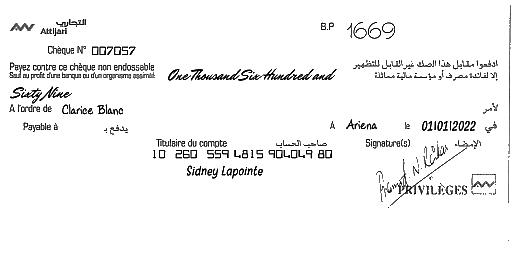 التجاري
Attijari
B.P 1669
Chèque N° 007057
Payez contre ce chèque non endossable
Sauf au profit d'une banque ou d'un organisme assimilé
One Thousand Six Hundred and
ادفعوا مقابل هذا الصك غير القابل للتظهير
إلا لفائدة مصرف أو مؤسسة مالية مماثلة
Sixty Nine
A l'ordre de Clarice Blanc
لأمر
Payable à
يدفع بـ
A Ariena le 01/01/2022 في
Titulaire du compte صاحب الحساب
Signature(s) الإمضاء
10 260 559 4815 904049 80
Sidney Lapointe
PRIVILÈGES